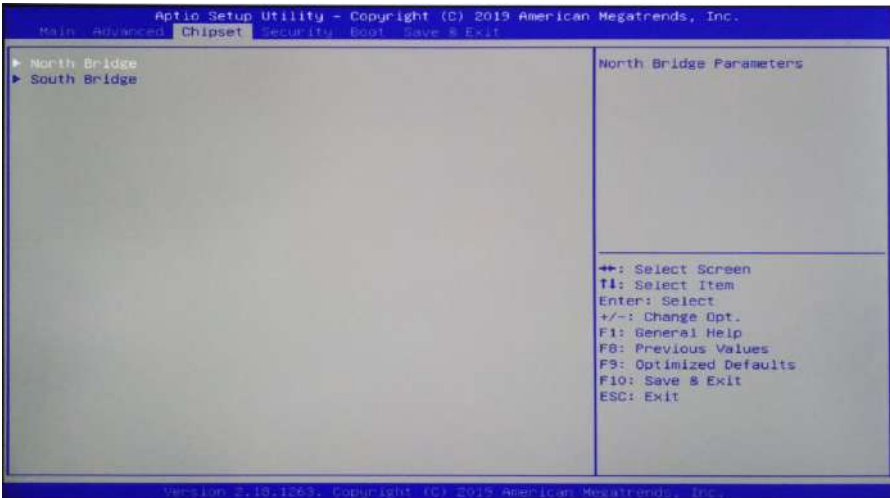 Aptio Setup Utility - Copyright (C) 2019 American Megatrends, Inc.
Main Advanced Chipset Security Boot Save & Exit
► North Bridge
► South Bridge
North Bridge Parameters
→←: Select Screen
↑↓: Select Item
Enter: Select
+/-: Change Opt.
F1: General Help
F8: Previous Values
F9: Optimized Defaults
F10: Save & Exit
ESC: Exit
Version 2.18.1263. Copyright (C) 2019 American Megatrends, Inc.